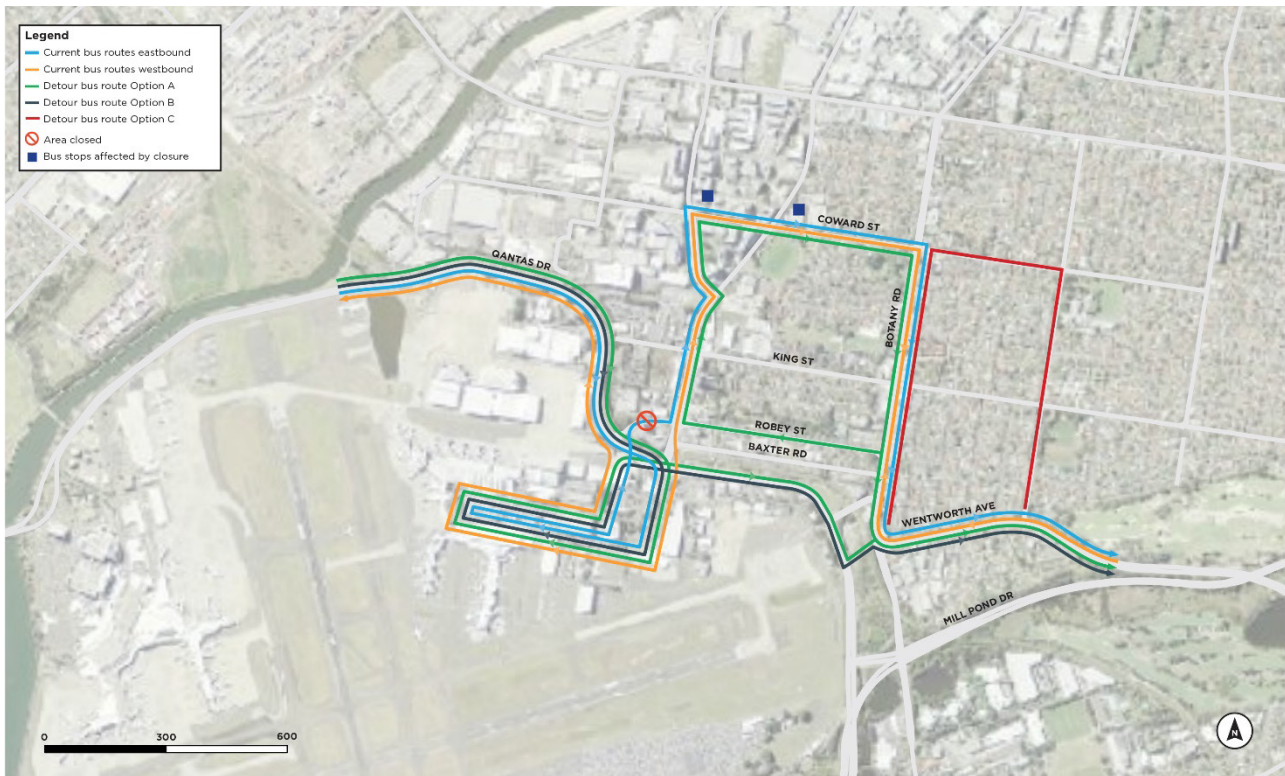 Legend
Current bus routes eastbound
Current bus routes westbound
Detour bus route Option A
Detour bus route Option B
Detour bus route Option C
Area closed
Bus stops affected by closure
COWARD ST
QANTAS DR
BOTANY RD
KING ST
ROBEY ST
BAXTER RD
WENTWORTH AVE
MILL POND DR
0 300 600
N